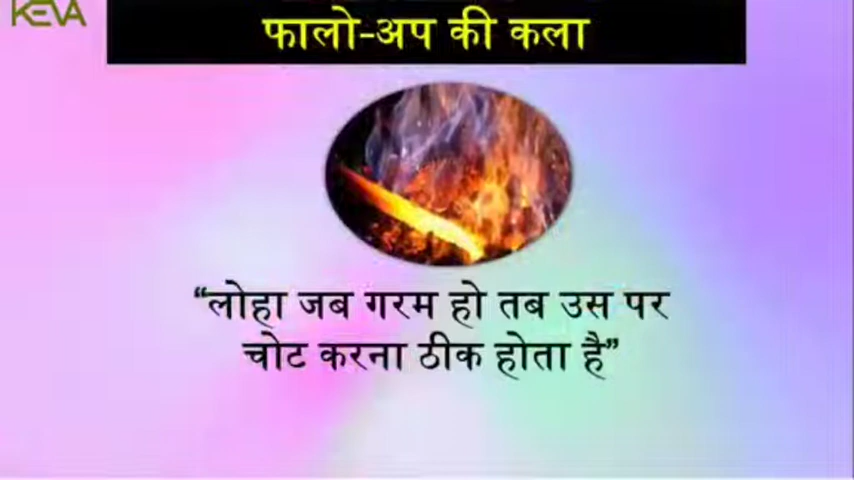 KEVA
फालो-अप की कला
“लोहा जब गरम हो तब उस पर
चोट करना ठीक होता है”